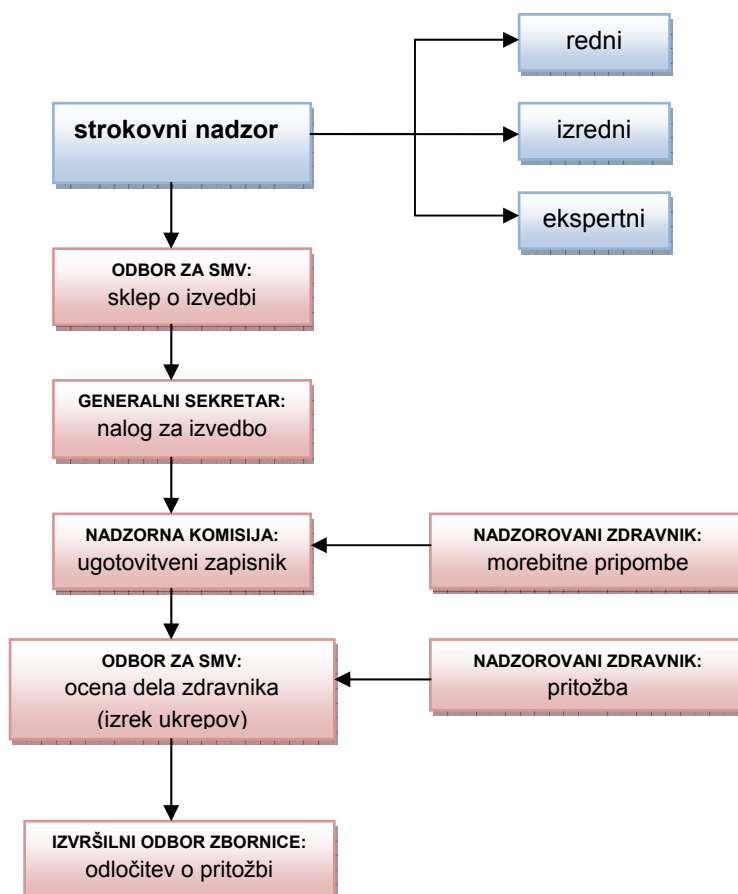 redni
strokovni nadzor
izredni
ekspertni
ODBOR ZA SMV:
sklep o izvedbi
GENERALNI SEKRETAR:
nalog za izvedbo
NADZORNA KOMISIJA:
ugotovitveni zapisnik
NADZOROVANI ZDRAVNIK:
morebitne pripombe
ODBOR ZA SMV:
ocena dela zdravnika
(izrek ukrepov)
NADZOROVANI ZDRAVNIK:
pritožba
IZVRŠILNI ODBOR ZBORNICE:
odločitev o pritožbi